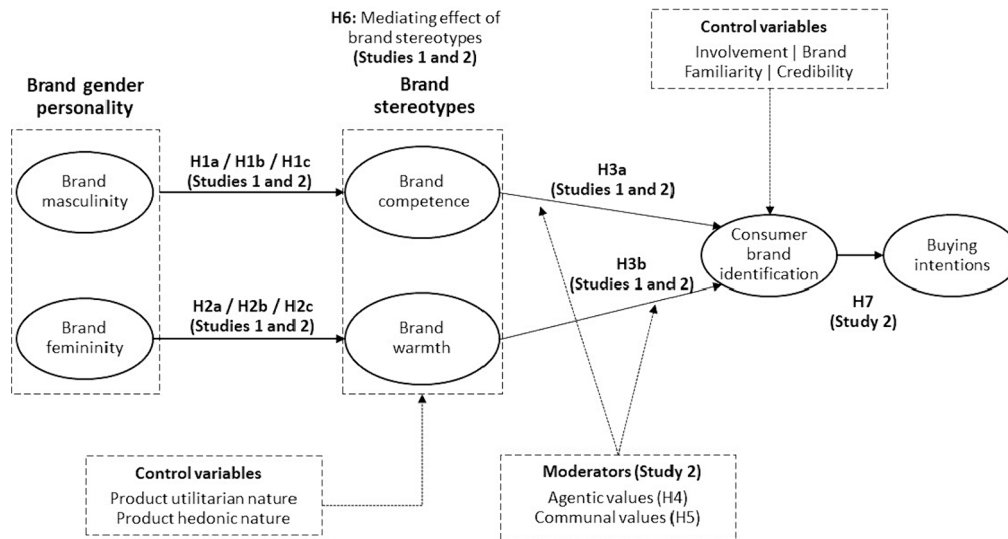 H6: Mediating effect of
brand stereotypes
(Studies 1 and 2)
Control variables
Involvement | Brand
Familiarity | Credibility
Brand gender
personality
Brand
stereotypes
Brand
masculinity
H1a / H1b / H1c
(Studies 1 and 2)
Brand
competence
H3a
(Studies 1 and 2)
Consumer
brand
identification
Buying
intentions
H3b
(Studies 1 and 2)
H7
(Study 2)
Brand
femininity
H2a / H2b / H2c
(Studies 1 and 2)
Brand
warmth
Control variables
Product utilitarian nature
Product hedonic nature
Moderators (Study 2)
Agentic values (H4)
Communal values (H5)